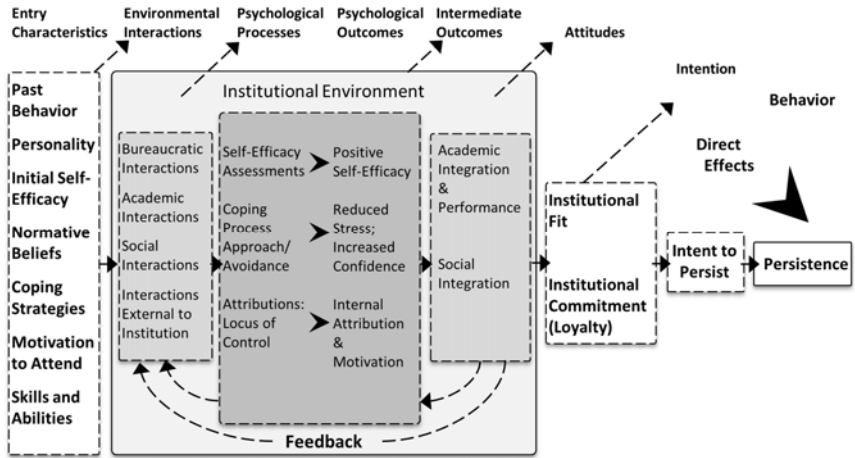 Entry
Characteristics
Environmental
Interactions
Psychological
Processes
Psychological
Outcomes
Intermediate
Outcomes
Attitudes
Intention
Behavior
Direct
Effects
Past
Behavior
Personality
Initial Self-
Efficacy
Normative
Beliefs
Coping
Strategies
Motivation
to Attend
Skills and
Abilities
Institutional Environment
Bureaucratic
Interactions
Academic
Interactions
Social
Interactions
Interactions
External to
Institution
Self-Efficacy
Assessments
Coping
Process
Approach/
Avoidance
Attributions:
Locus of
Control
Positive
Self-Efficacy
Reduced
Stress;
Increased
Confidence
Internal
Attribution
&
Motivation
Academic
Integration
&
Performance
Social
Integration
Feedback
Institutional
Fit
Institutional
Commitment
(Loyalty)
Intent to
Persist
Persistence